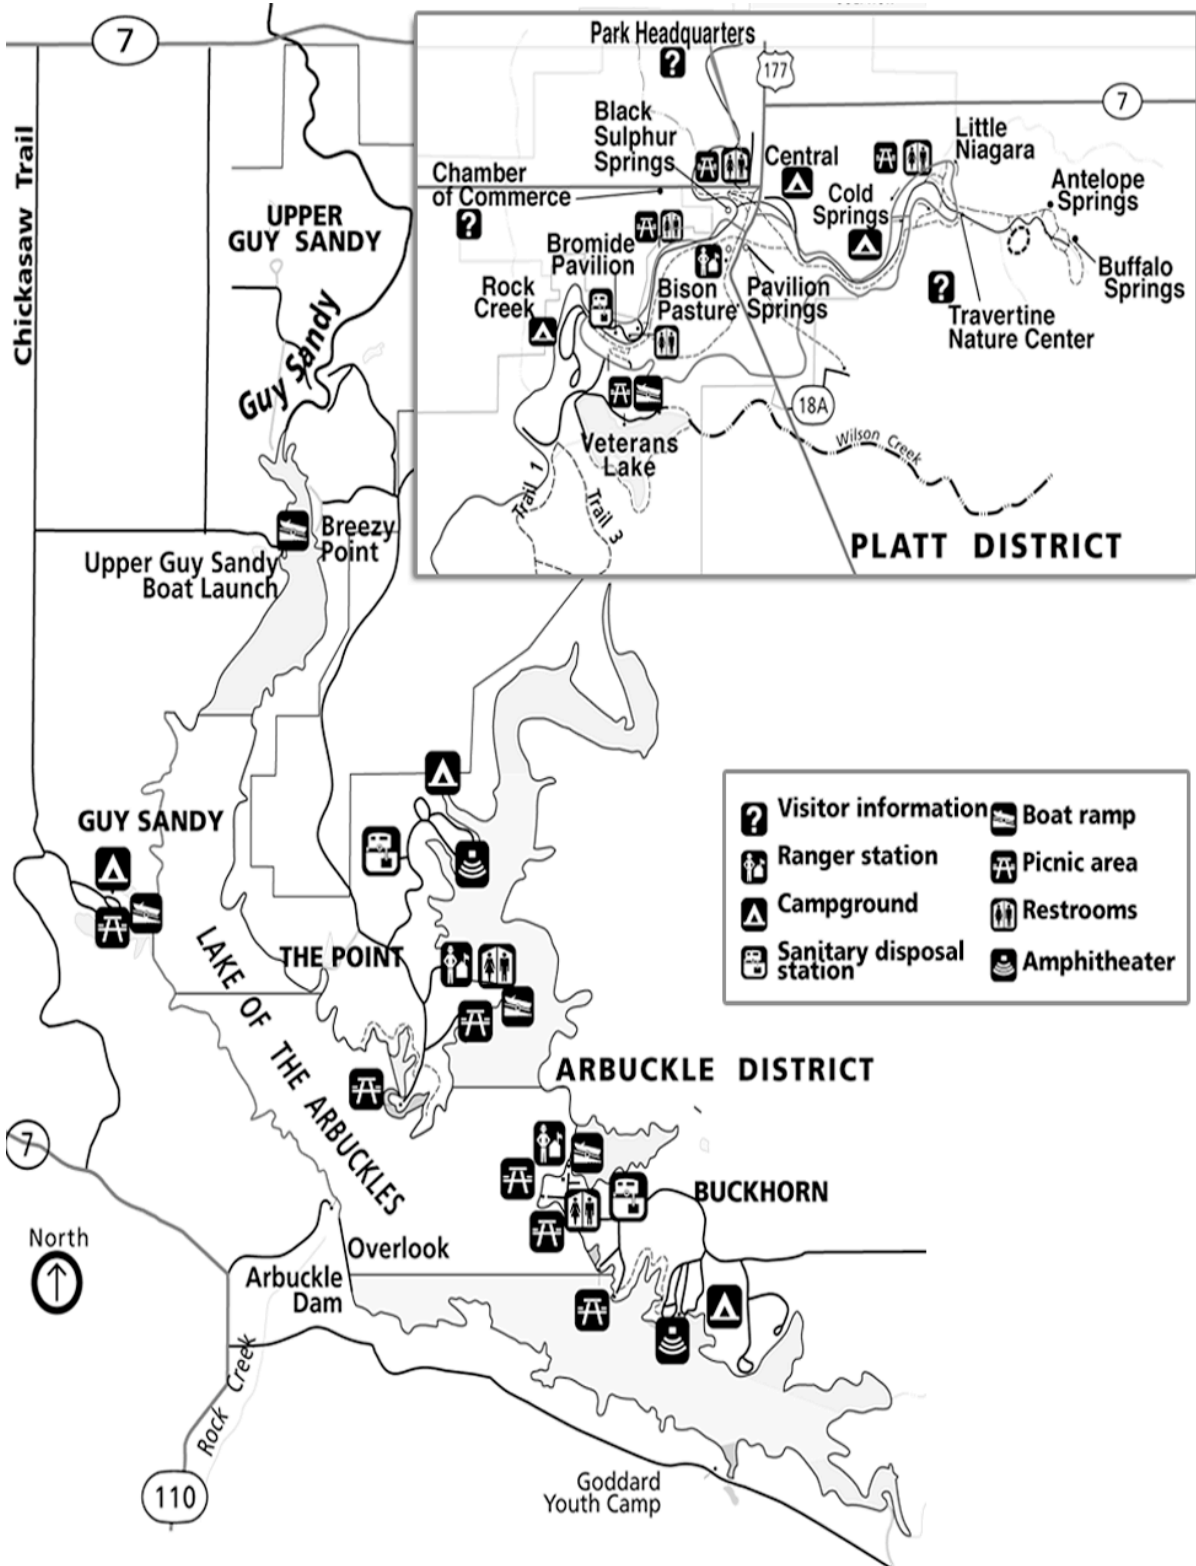 7
Chickasaw Trail
UPPER
GUY SANDY
Guy Sandy
Breezy
Point
Upper Guy Sandy
Boat Launch
Park Headquarters
177
7
Black
Sulphur
Springs
Central
Little
Niagara
Chamber
of Commerce
Cold
Springs
Antelope
Springs
Bromide
Pavilion
Rock
Creek
Bison
Pasture
Pavilion
Springs
Buffalo
Springs
Travertine
Nature Center
18A
Veterans
Lake
Wilson Creek
Trail 1
Trail 3
PLATT DISTRICT
GUY SANDY
THE POINT
LAKE OF THE ARBUCKLES
Visitor information
Ranger station
Campground
Sanitary disposal
station
Boat ramp
Picnic area
Restrooms
Amphitheater
ARBUCKLE DISTRICT
7
North
BUCKHORN
Overlook
Arbuckle
Dam
Rock Creek
110
Goddard
Youth Camp